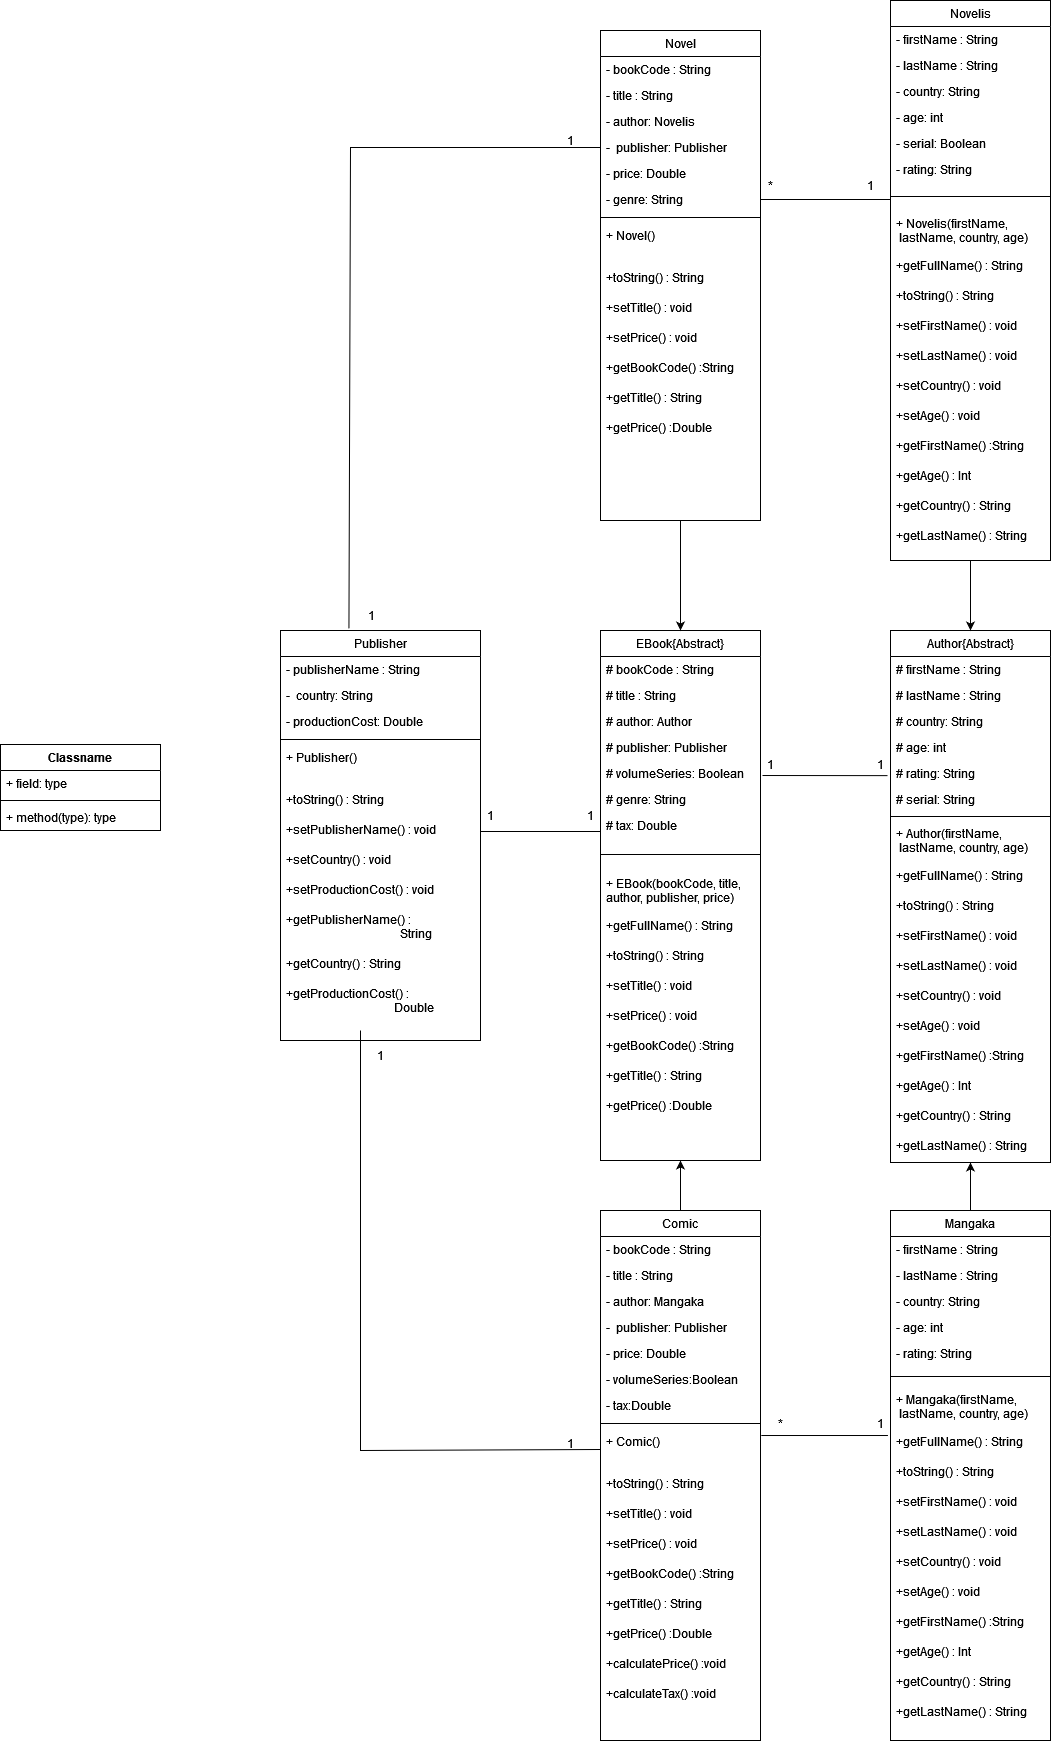 Novel
- bookCode : String
- title : String
- author: Novelis
-  publisher: Publisher
- price: Double
- genre: String
+ Novel()
+toString() : String
+setTitle() : void
+setPrice() : void
+getBookCode() :String
+getTitle() : String
+getPrice() :Double
Novelis
- firstName : String
- lastName : String
- country: String
- age: int
- serial: Boolean
- rating: String
+ Novelis(firstName,
lastName, country, age)
+getFullName() : String
+toString() : String
+setFirstName() : void
+setLastName() : void
+setCountry() : void
+setAge() : void
+getFirstName() :String
+getAge() : Int
+getCountry() : String
+getLastName() : String
1
*
1
1
Classname
+ field: type
+ method(type): type
Publisher
- publisherName : String
-  country: String
- productionCost: Double
+ Publisher()
+toString() : String
+setPublisherName() : void
+setCountry() : void
+setProductionCost() : void
+getPublisherName() :
String
+getCountry() : String
+getProductionCost() :
Double
1
1
EBook{Abstract}
# bookCode : String
# title : String
# author: Author
# publisher: Publisher
# volumeSeries: Boolean
# genre: String
# tax: Double
+ EBook(bookCode, title,
author, publisher, price)
+getFullName() : String
+toString() : String
+setTitle() : void
+setPrice() : void
+getBookCode() :String
+getTitle() : String
+getPrice() :Double
1
1
Author{Abstract}
# firstName : String
# lastName : String
# country: String
# age: int
# rating: String
# serial: String
+ Author(firstName,
lastName, country, age)
+getFullName() : String
+toString() : String
+setFirstName() : void
+setLastName() : void
+setCountry() : void
+setAge() : void
+getFirstName() :String
+getAge() : Int
+getCountry() : String
+getLastName() : String
1
1
Comic
- bookCode : String
- title : String
- author: Mangaka
-  publisher: Publisher
- price: Double
- volumeSeries:Boolean
- tax:Double
+ Comic()
+toString() : String
+setTitle() : void
+setPrice() : void
+getBookCode() :String
+getTitle() : String
+getPrice() :Double
+calculatePrice() :void
+calculateTax() :void
*
1
Mangaka
- firstName : String
- lastName : String
- country: String
- age: int
- rating: String
+ Mangaka(firstName,
lastName, country, age)
+getFullName() : String
+toString() : String
+setFirstName() : void
+setLastName() : void
+setCountry() : void
+setAge() : void
+getFirstName() :String
+getAge() : Int
+getCountry() : String
+getLastName() : String